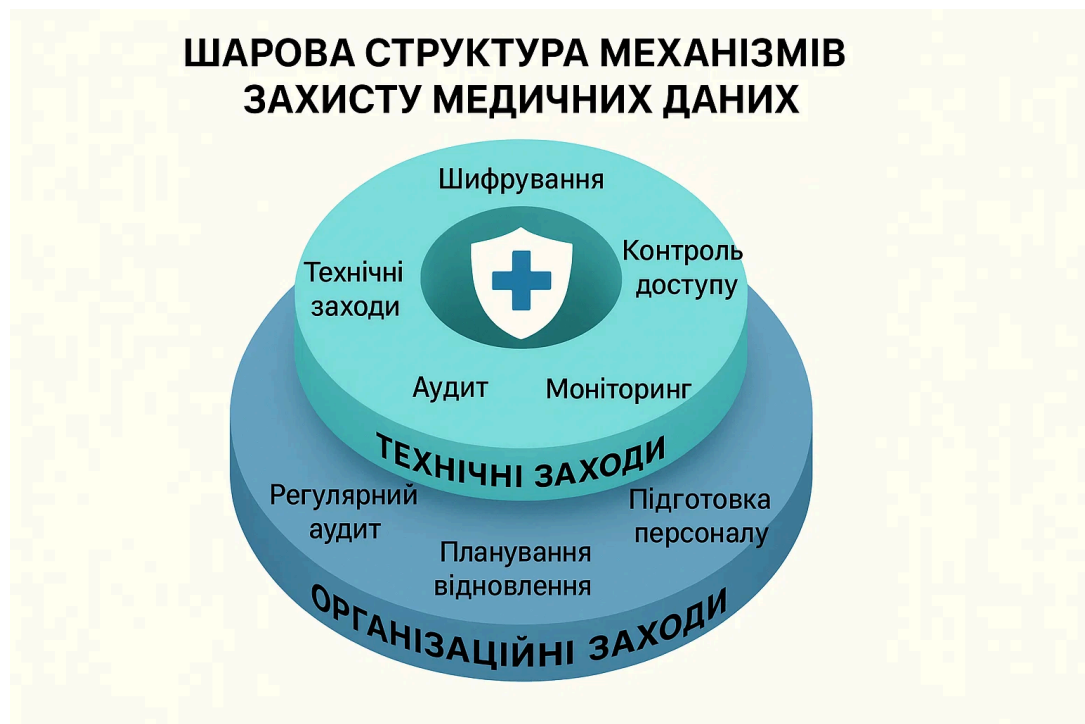 ШАРОВА СТРУКТУРА МЕХАНІЗМІВ
ЗАХИСТУ МЕДИЧНИХ ДАНИХ
Шифрування
Технічні
заходи
Контроль
доступу
Аудит
Моніторинг
ТЕХНІЧНІ ЗАХОДИ
Регулярний
аудит
Планування
відновлення
Підготовка
персоналу
ОРГАНІЗАЦІЙНІ ЗАХОДИ